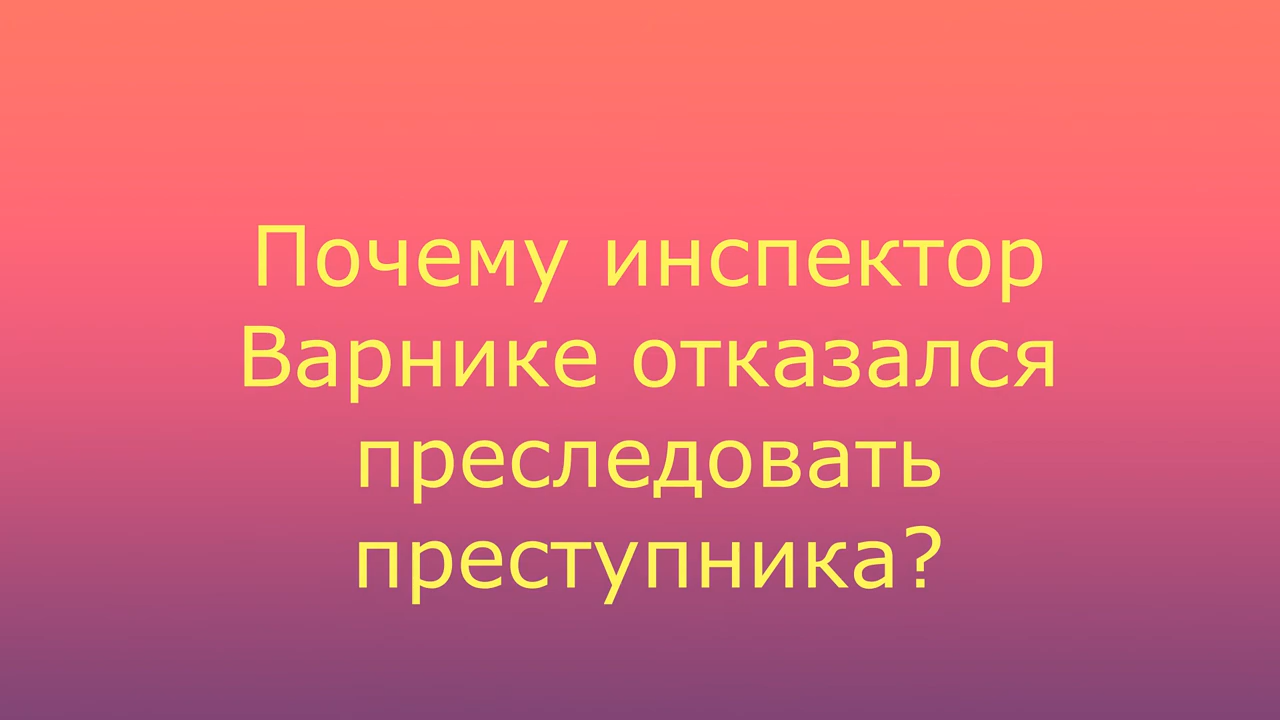 Почему инспектор
Варнике отказался
преследовать
преступника?